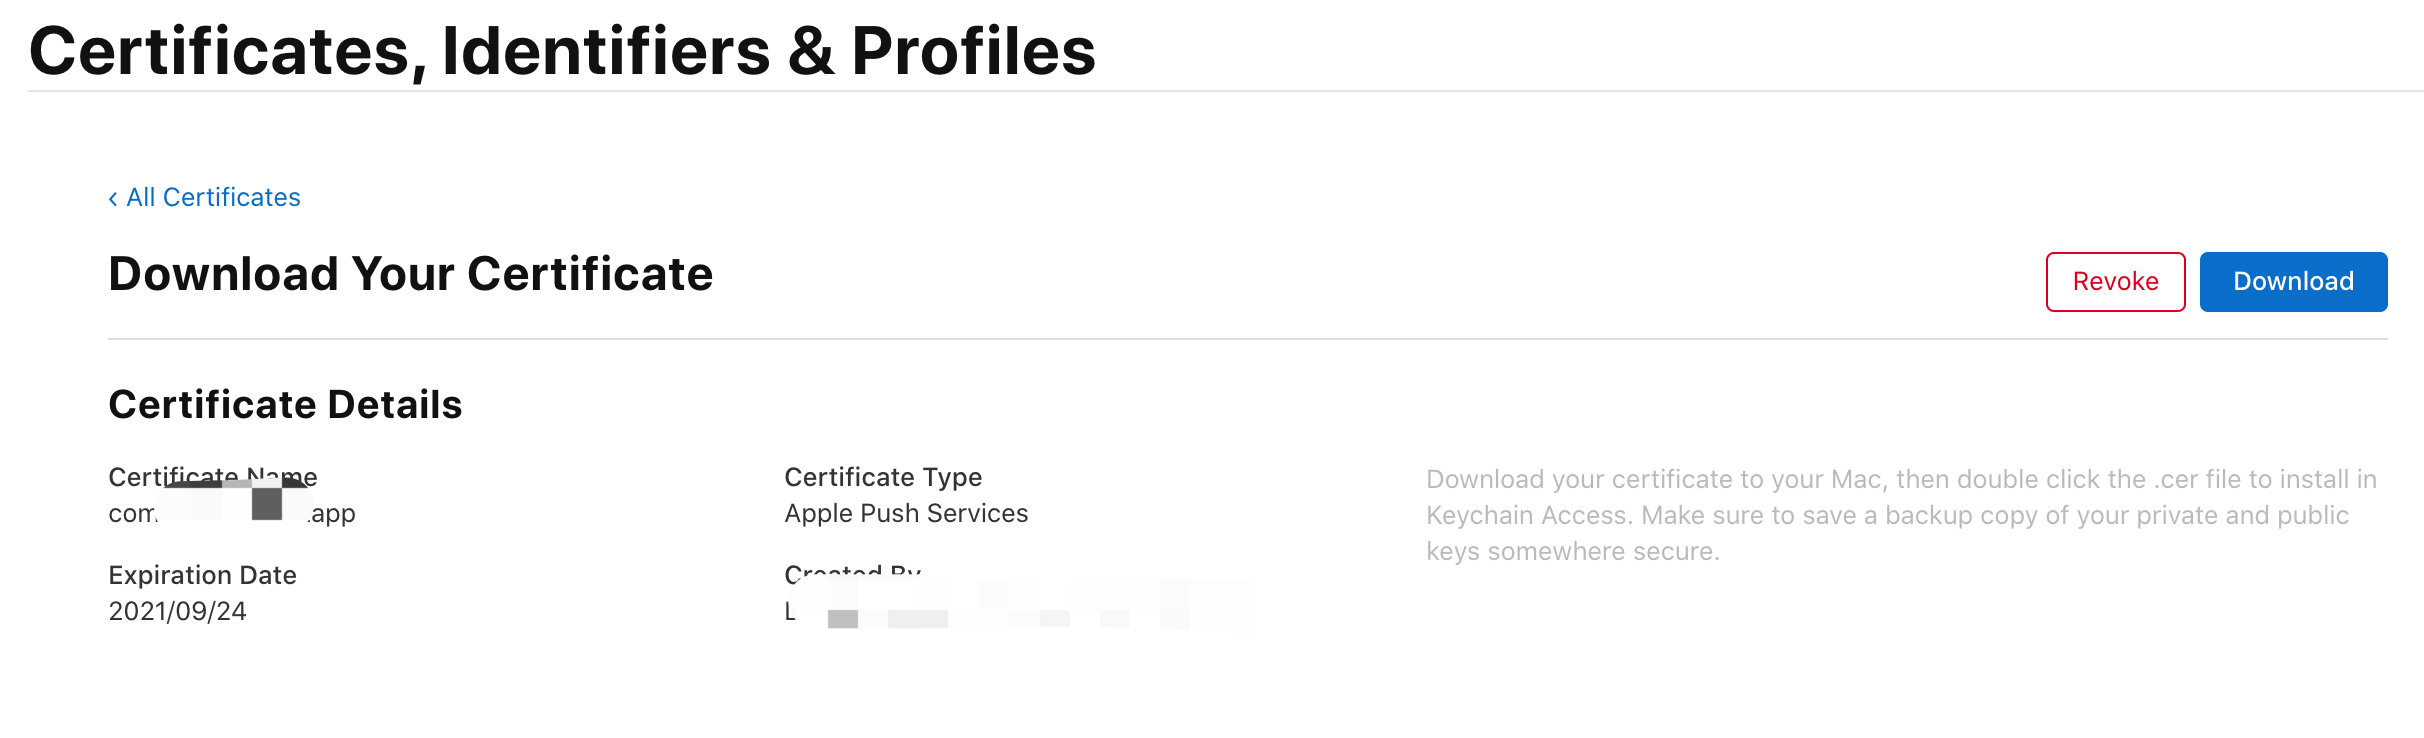 Certificates, Identifiers & Profiles
‹ All Certificates
Download Your Certificate
Revoke
Download
Certificate Details
Certificate Name
com
app
Expiration Date
2021/09/24
Certificate Type
Apple Push Services
Created By
L
Download your certificate to your Mac, then double click the .cer file to install in
Keychain Access. Make sure to save a backup copy of your private and public
keys somewhere secure.